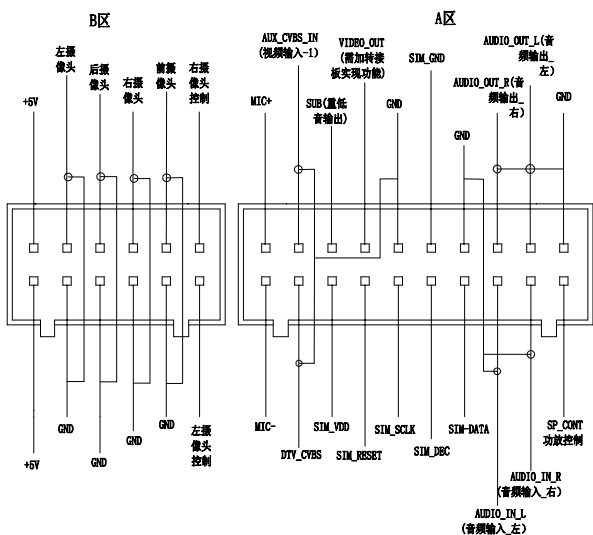 B区
A区
左摄
像头
后摄
像头
右摄
像头
前摄
像头
右摄
像头
控制
+5V
AUX_CVBS_IN
(视频输入-1)
VIDEO_OUT
(需加转接
板实现功能)
SIM_GND
AUDIO_OUT_L(音
频输出_
左)
AUDIO_OUT_R(音
频输出_
右)
MIC+
SUB(重低
音输出)
GND
GND
GND
+5V
GND
GND
GND
GND
左摄
像头
控制
MIC-
DTV_CVBS
SIM_VDD
SIM_RESET
SIM_SCLK
SIM_DEC
SIM-DATA
SP_CONT
功放控制
AUDIO_IN_R
(音频输入_右)
AUDIO_IN_L
(音频输入_左)